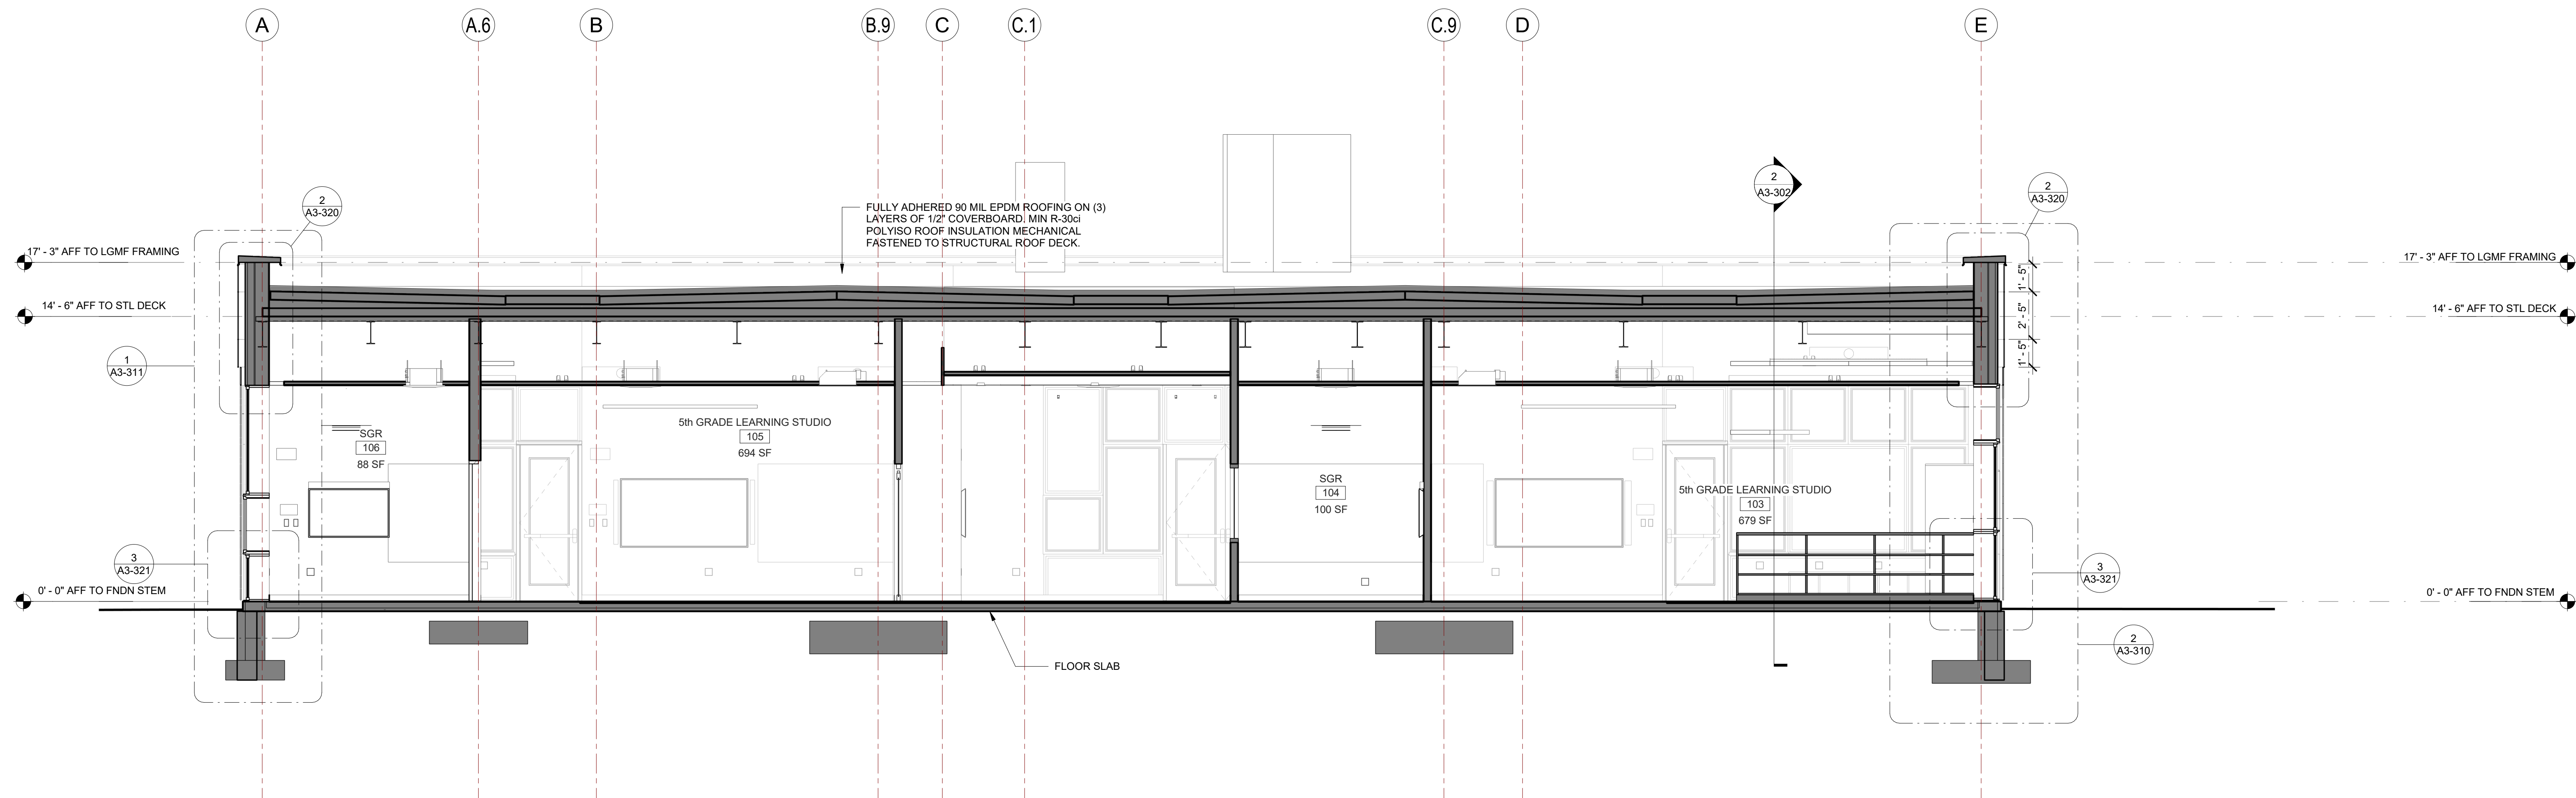 A
A.6
B
B.9
C
C.1
C.9
D
E
2
A3-320
2
A3-302
2
A3-320
FULLY ADHERED 90 MIL EPDM ROOFING ON (3)
LAYERS OF 1/2" COVERBOARD. MIN R-30ci
POLYISO ROOF INSULATION MECHANICAL
FASTENED TO STRUCTURAL ROOF DECK.
17' - 3" AFF TO LGMF FRAMING
17' - 3" AFF TO LGMF FRAMING
1' - 5"
14' - 6" AFF TO STL DECK
14' - 6" AFF TO STL DECK
2' - 5"
1' - 5"
1
A3-311
SGR
106
88 SF
5th GRADE LEARNING STUDIO
105
694 SF
SGR
104
100 SF
5th GRADE LEARNING STUDIO
103
679 SF
3
A3-321
3
A3-321
0' - 0" AFF TO FNDN STEM
0' - 0" AFF TO FNDN STEM
2
A3-310
FLOOR SLAB